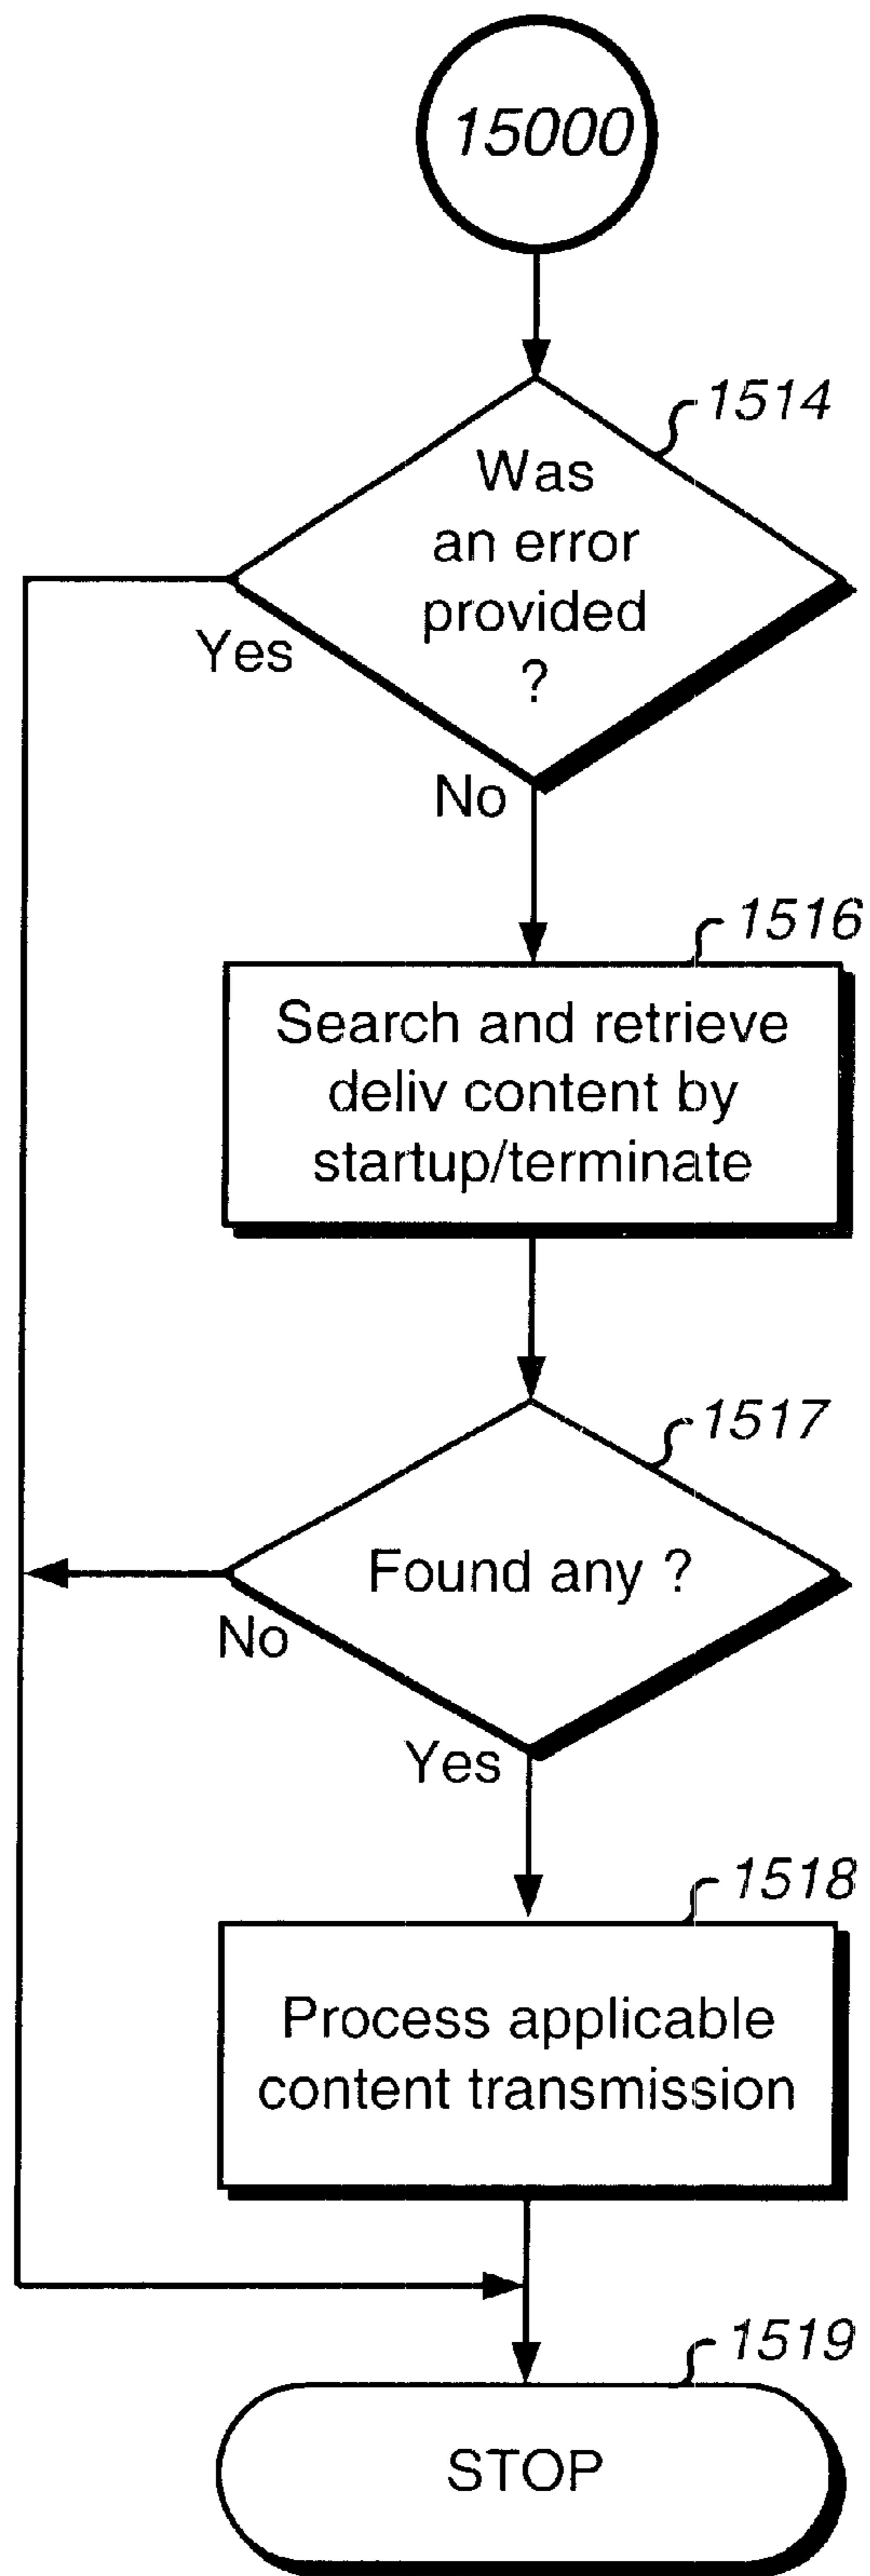 15000
1514
Was
an error
provided
?
Yes
No
1516
Search and retrieve
deliv content by
startup/terminate
1517
Found any ?
No
Yes
1518
Process applicable
content transmission
1519
STOP